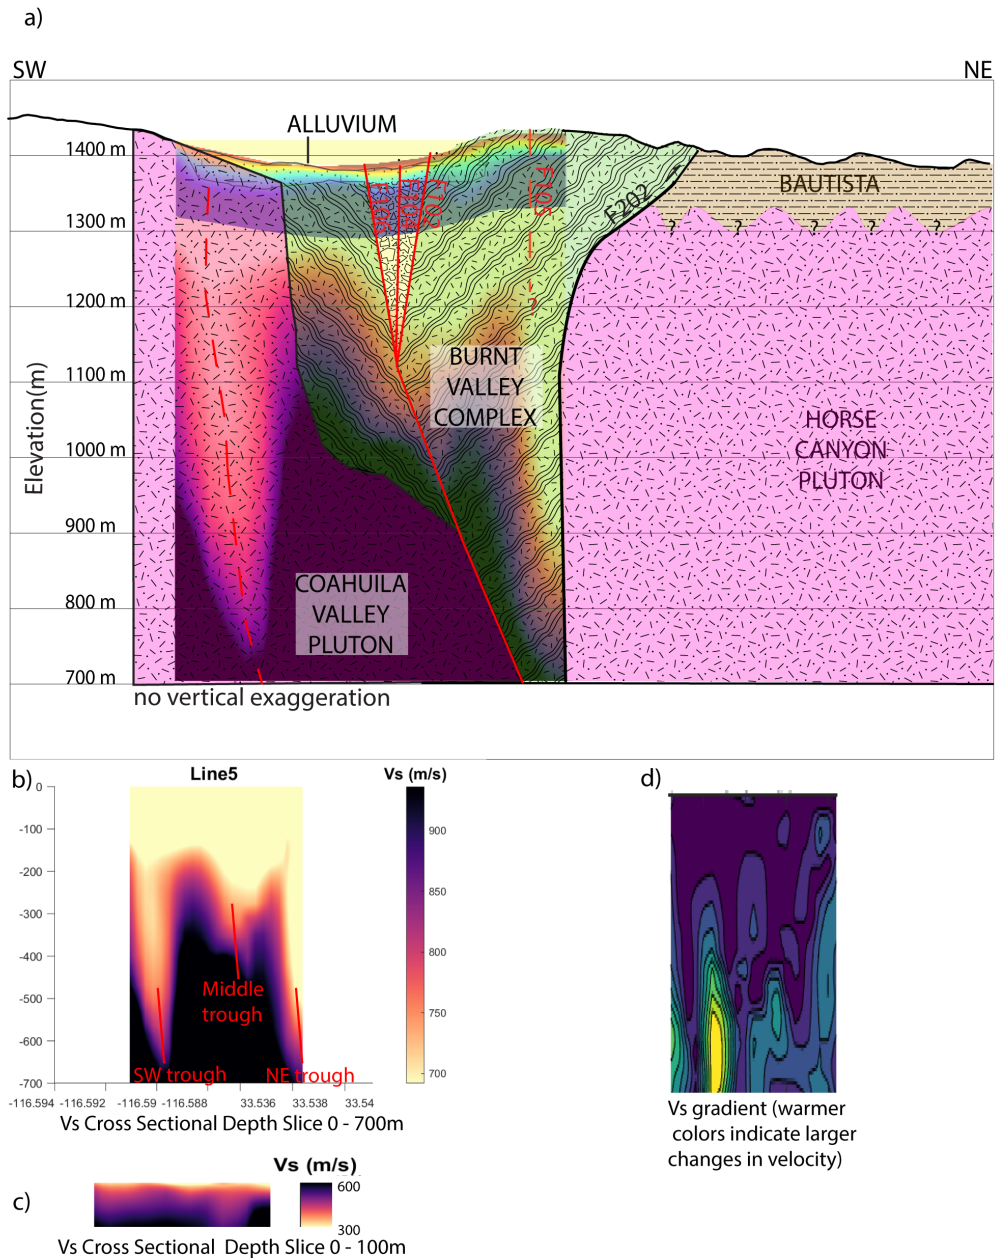 a)
SW
NE
ALLUVIUM
1400 m
1300 m
1200 m
1100 m
1000 m
900 m
800 m
700 m
Elevation(m)
F106
F104
F103
F105
?
F202
BAUTISTA
? ? ? ? ?
BURNT
VALLEY
COMPLEX
HORSE
CANYON
PLUTON
COAHUILA
VALLEY
PLUTON
no vertical exaggeration
b)
Line5
Vs (m/s)
0
-100
-200
-300
-400
-500
-600
-700
Middle
trough
SW trough
NE trough
-116.594 -116.592 -116.59 -116.588 33.536 33.538 33.54
900
850
800
750
700
Vs Cross Sectional Depth Slice 0 - 700m
d)
Vs gradient (warmer
colors indicate larger
changes in velocity)
c)
Vs (m/s)
600
300
Vs Cross Sectional Depth Slice 0 - 100m